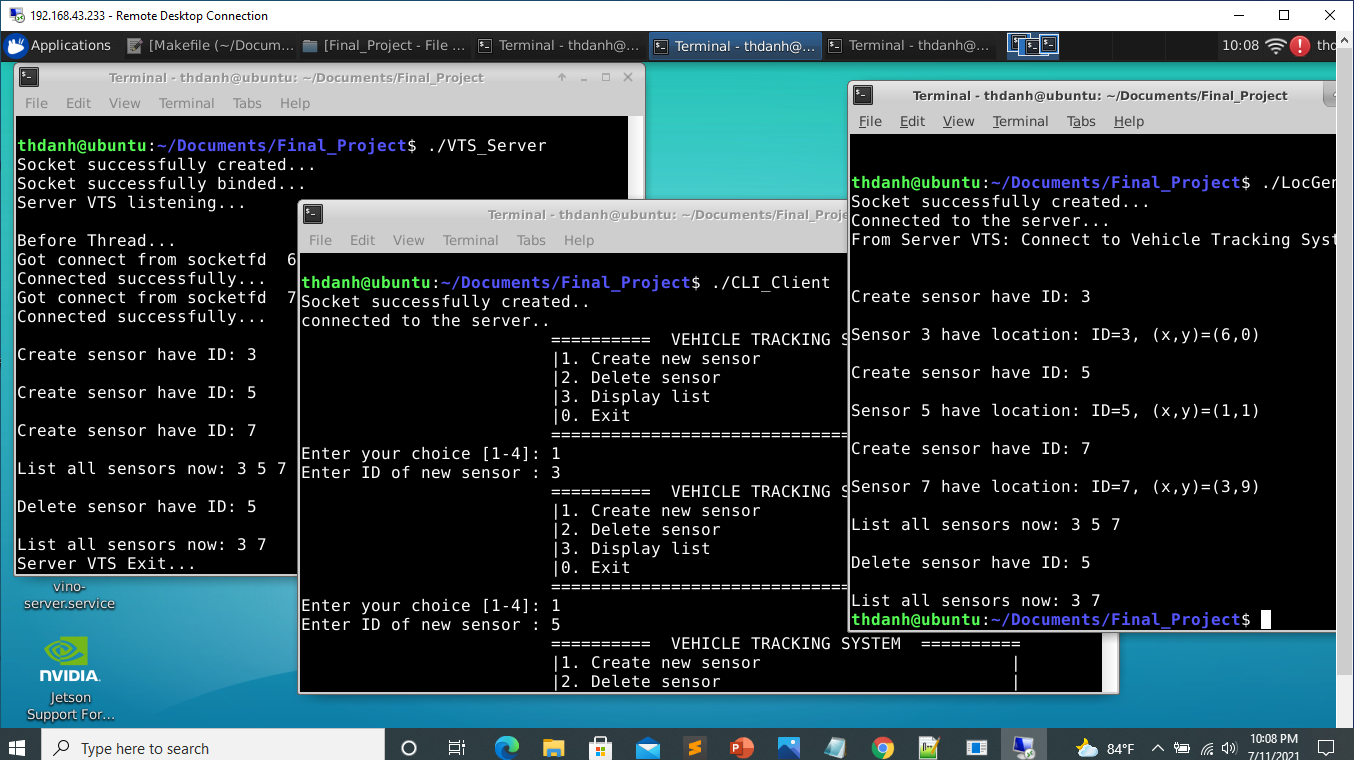 192.168.43.233 - Remote Desktop Connection
Applications
[Makefile (~/Docum...
[Final_Project - File ...
Terminal - thdanh@...
Terminal - thdanh@...
Terminal - thdanh@...
10:08
thd
Terminal - thdanh@ubuntu: ~/Documents/Final_Project
File Edit View Terminal Tabs Help
thdanh@ubuntu:~/Documents/Final_Project$ ./VTS_Server
Socket successfully created...
Socket successfully binded...
Server VTS listening...
Before Thread...
Got connect from socketfd  6
Connected successfully...
Got connect from socketfd  7
Connected successfully...
Create sensor have ID: 3
Create sensor have ID: 5
Create sensor have ID: 7
List all sensors now: 3 5 7
Delete sensor have ID: 5
List all sensors now: 3 7
Server VTS Exit...
Terminal - thdanh@ubuntu: ~/Documents/Final_Proje
File Edit View Terminal Tabs Help
thdanh@ubuntu:~/Documents/Final_Project$ ./CLI_Client
Socket successfully created..
connected to the server..
==========  VEHICLE TRACKING S
|1. Create new sensor
|2. Delete sensor
|3. Display list
|0. Exit
==============================
Enter your choice [1-4]: 1
Enter ID of new sensor : 3
==========  VEHICLE TRACKING S
|1. Create new sensor
|2. Delete sensor
|3. Display list
|0. Exit
==============================
Enter your choice [1-4]: 1
Enter ID of new sensor : 5
==========  VEHICLE TRACKING SYSTEM  ==========
|1. Create new sensor                         |
|2. Delete sensor                             |
Terminal - thdanh@ubuntu: ~/Documents/Final_Project
File Edit View Terminal Tabs Help
thdanh@ubuntu:~/Documents/Final_Project$ ./LocGen
Socket successfully created...
Connected to the server...
From Server VTS: Connect to Vehicle Tracking Syst
Create sensor have ID: 3
Sensor 3 have location: ID=3, (x,y)=(6,0)
Create sensor have ID: 5
Sensor 5 have location: ID=5, (x,y)=(1,1)
Create sensor have ID: 7
Sensor 7 have location: ID=7, (x,y)=(3,9)
List all sensors now: 3 5 7
Delete sensor have ID: 5
List all sensors now: 3 7
thdanh@ubuntu:~/Documents/Final_Project$
vino-
server.service
NVIDIA.
Jetson
Support For...
Type here to search
84°F
10:08 PM
7/11/2021